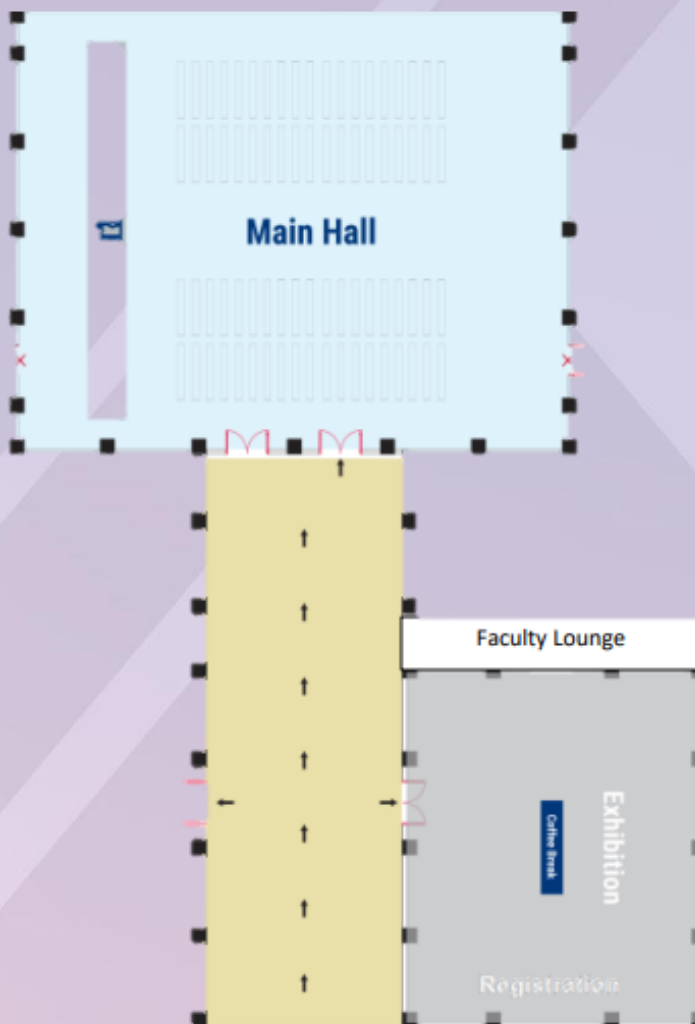 Main Hall
Faculty Lounge
Exhibition
Coffee Break
Registration